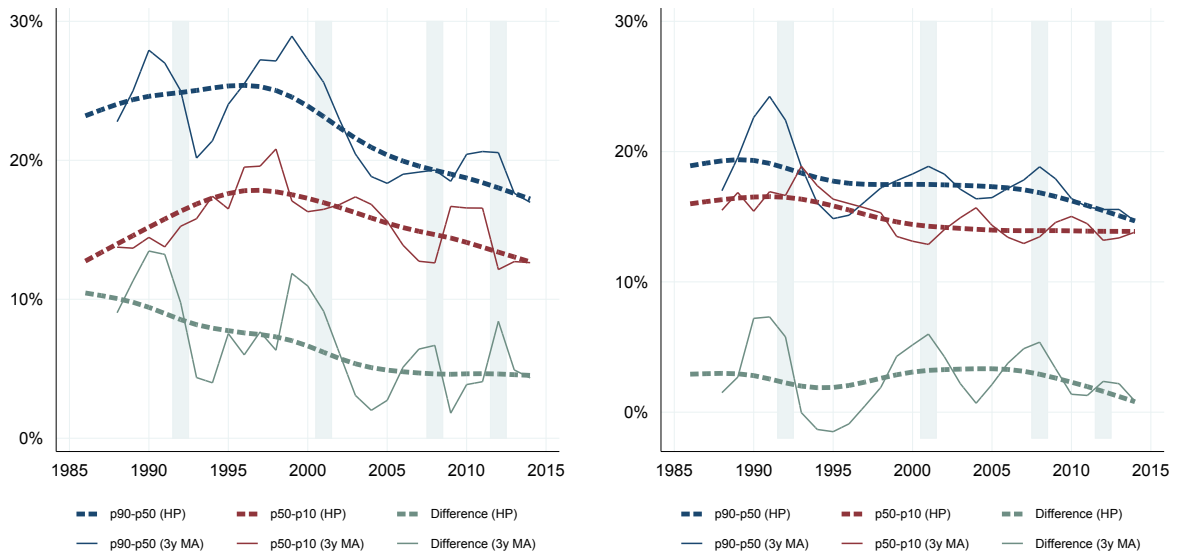 30%
20%
10%
0%
1985 1990 1995 2000 2005 2010 2015
p90-p50 (HP) p50-p10 (HP) Difference (HP)
p90-p50 (3y MA) p50-p10 (3y MA) Difference (3y MA)
30%
20%
10%
0%
1985 1990 1995 2000 2005 2010 2015
p90-p50 (HP) p50-p10 (HP) Difference (HP)
p90-p50 (3y MA) p50-p10 (3y MA) Difference (3y MA)